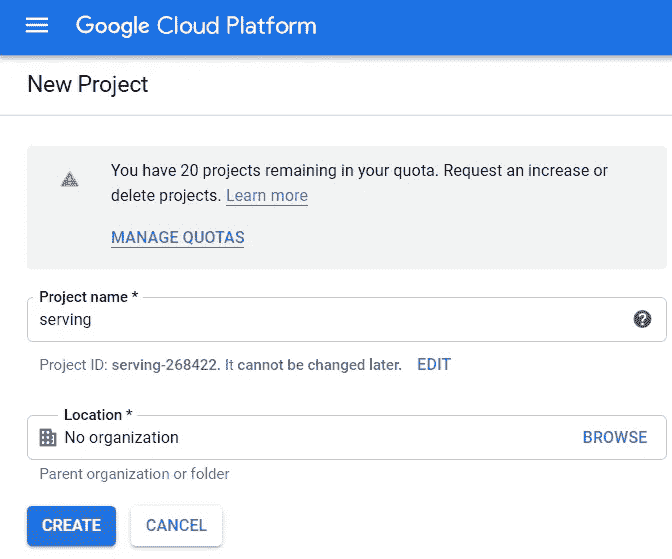 Google Cloud Platform
New Project
You have 20 projects remaining in your quota. Request an increase or
delete projects. Learn more
MANAGE QUOTAS
Project name *
serving
Project ID: serving-268422. It cannot be changed later. EDIT
Location *
No organization BROWSE
Parent organization or folder
CREATE CANCEL